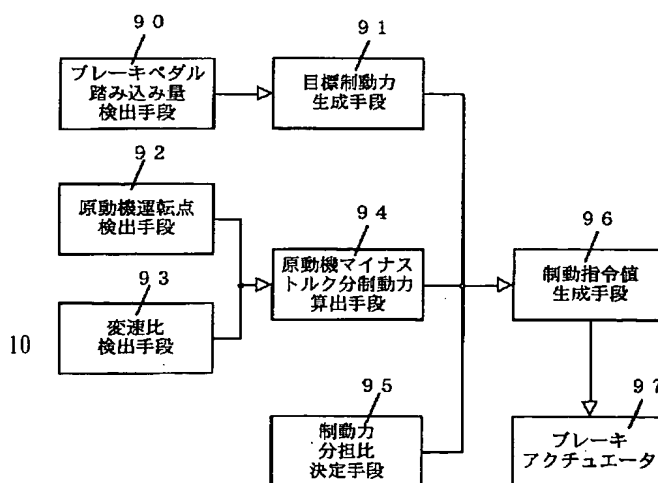 ９０
ブレーキペダル
踏み込み量
検出手段
９１
目標制動力
生成手段
９２
原動機運転点
検出手段
９３
変速比
検出手段
９４
原動機マイナス
トルク分制動力
算出手段
９５
制動力
分担比
決定手段
９６
制動指令値
生成手段
９７
ブレーキ
アクチュエータ
10